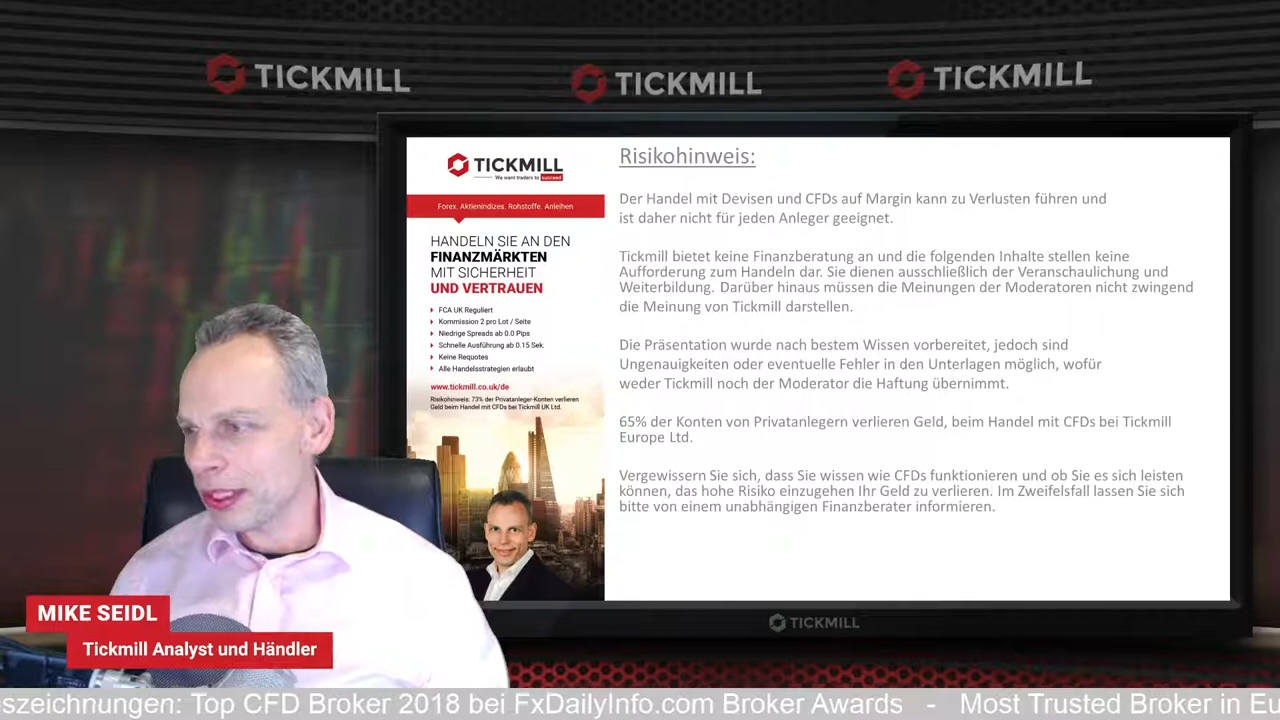 TICKMILL
TICKMILL
TICKMILL
TICKMILL
We want traders to succeed
Forex. Aktienindizes. Rohstoffe. Anleihen
HANDELN SIE AN DEN
FINANZMÄRKTEN
MIT SICHERHEIT
UND VERTRAUEN
FCA UK Reguliert
Kommission 2 pro Lot / Seite
Niedrige Spreads ab 0.0 Pips
Schnelle Ausführung ab 0.15 Sek.
Keine Requotes
Alle Handelsstrategien erlaubt
www.tickmill.co.uk/de
Risikohinweis: 73% der Privatanleger-Konten verlieren
Geld beim Handel mit CFDs bei Tickmill UK Ltd.
Risikohinweis:
Der Handel mit Devisen und CFDs auf Margin kann zu Verlusten führen und
ist daher nicht für jeden Anleger geeignet.
Tickmill bietet keine Finanzberatung an und die folgenden Inhalte stellen keine
Aufforderung zum Handeln dar. Sie dienen ausschließlich der Veranschaulichung und
Weiterbildung. Darüber hinaus müssen die Meinungen der Moderatoren nicht zwingend
die Meinung von Tickmill darstellen.
Die Präsentation wurde nach bestem Wissen vorbereitet, jedoch sind
Ungenauigkeiten oder eventuelle Fehler in den Unterlagen möglich, wofür
weder Tickmill noch der Moderator die Haftung übernimmt.
65% der Konten von Privatanlegern verlieren Geld, beim Handel mit CFDs bei Tickmill
Europe Ltd.
Vergewissern Sie sich, dass Sie wissen wie CFDs funktionieren und ob Sie es sich leisten
können, das hohe Risiko einzugehen Ihr Geld zu verlieren. Im Zweifelsfall lassen Sie sich
bitte von einem unabhängigen Finanzberater informieren.
TICKMILL
MIKE SEIDL
Tickmill Analyst und Händler
szeichnungen: Top CFD Broker 2018 bei FxDailyInfo.com Broker Awards - Most Trusted Broker in Eu